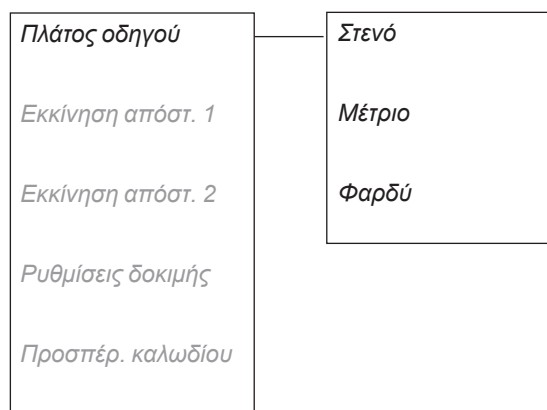 Πλάτος οδηγού
Εκκίνηση απόστ. 1
Εκκίνηση απόστ. 2
Ρυθμίσεις δοκιμής
Προσπέρ. καλωδίου
Στενό
Μέτριο
Φαρδύ